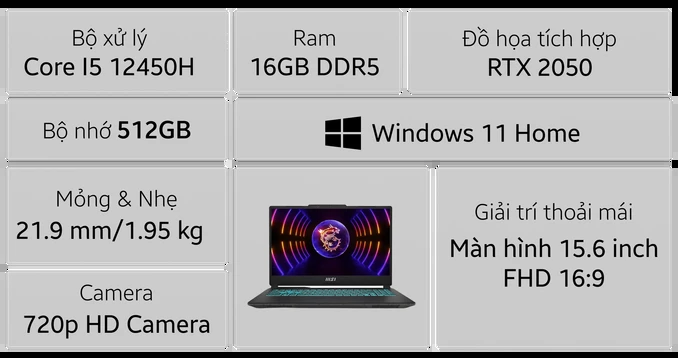 Bộ xử lý
Core I5 12450H
Ram
16GB DDR5
Đồ họa tích hợp
RTX 2050
Bộ nhớ 512GB
Windows 11 Home
Mỏng & Nhẹ
21.9 mm/1.95 kg
Giải trí thoải mái
Màn hình 15.6 inch
FHD 16:9
Camera
720p HD Camera
msi